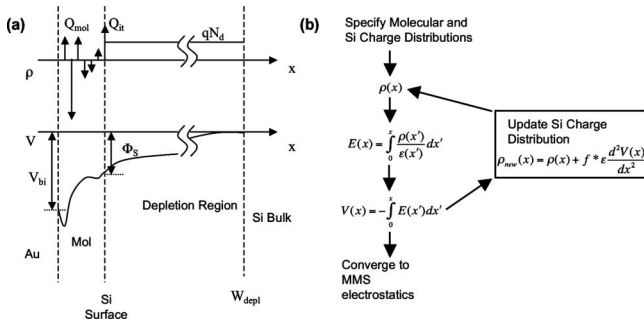 (a)
Q_mol
Q_it
qN_d
ρ
x
V
x
Φ_S
V_bi
Depletion Region
Si Bulk
Mol
Au
Si
Surface
W_depl
(b)
Specify Molecular and
Si Charge Distributions
ρ(x)
E(x) = ∫_0^x ρ(x')/ε(x') dx'
Update Si Charge
Distribution
ρ_new(x) = ρ(x) + f * ε d²V(x)/dx²
V(x) = -∫_0^x E(x')dx'
Converge to
MMS
electrostatics